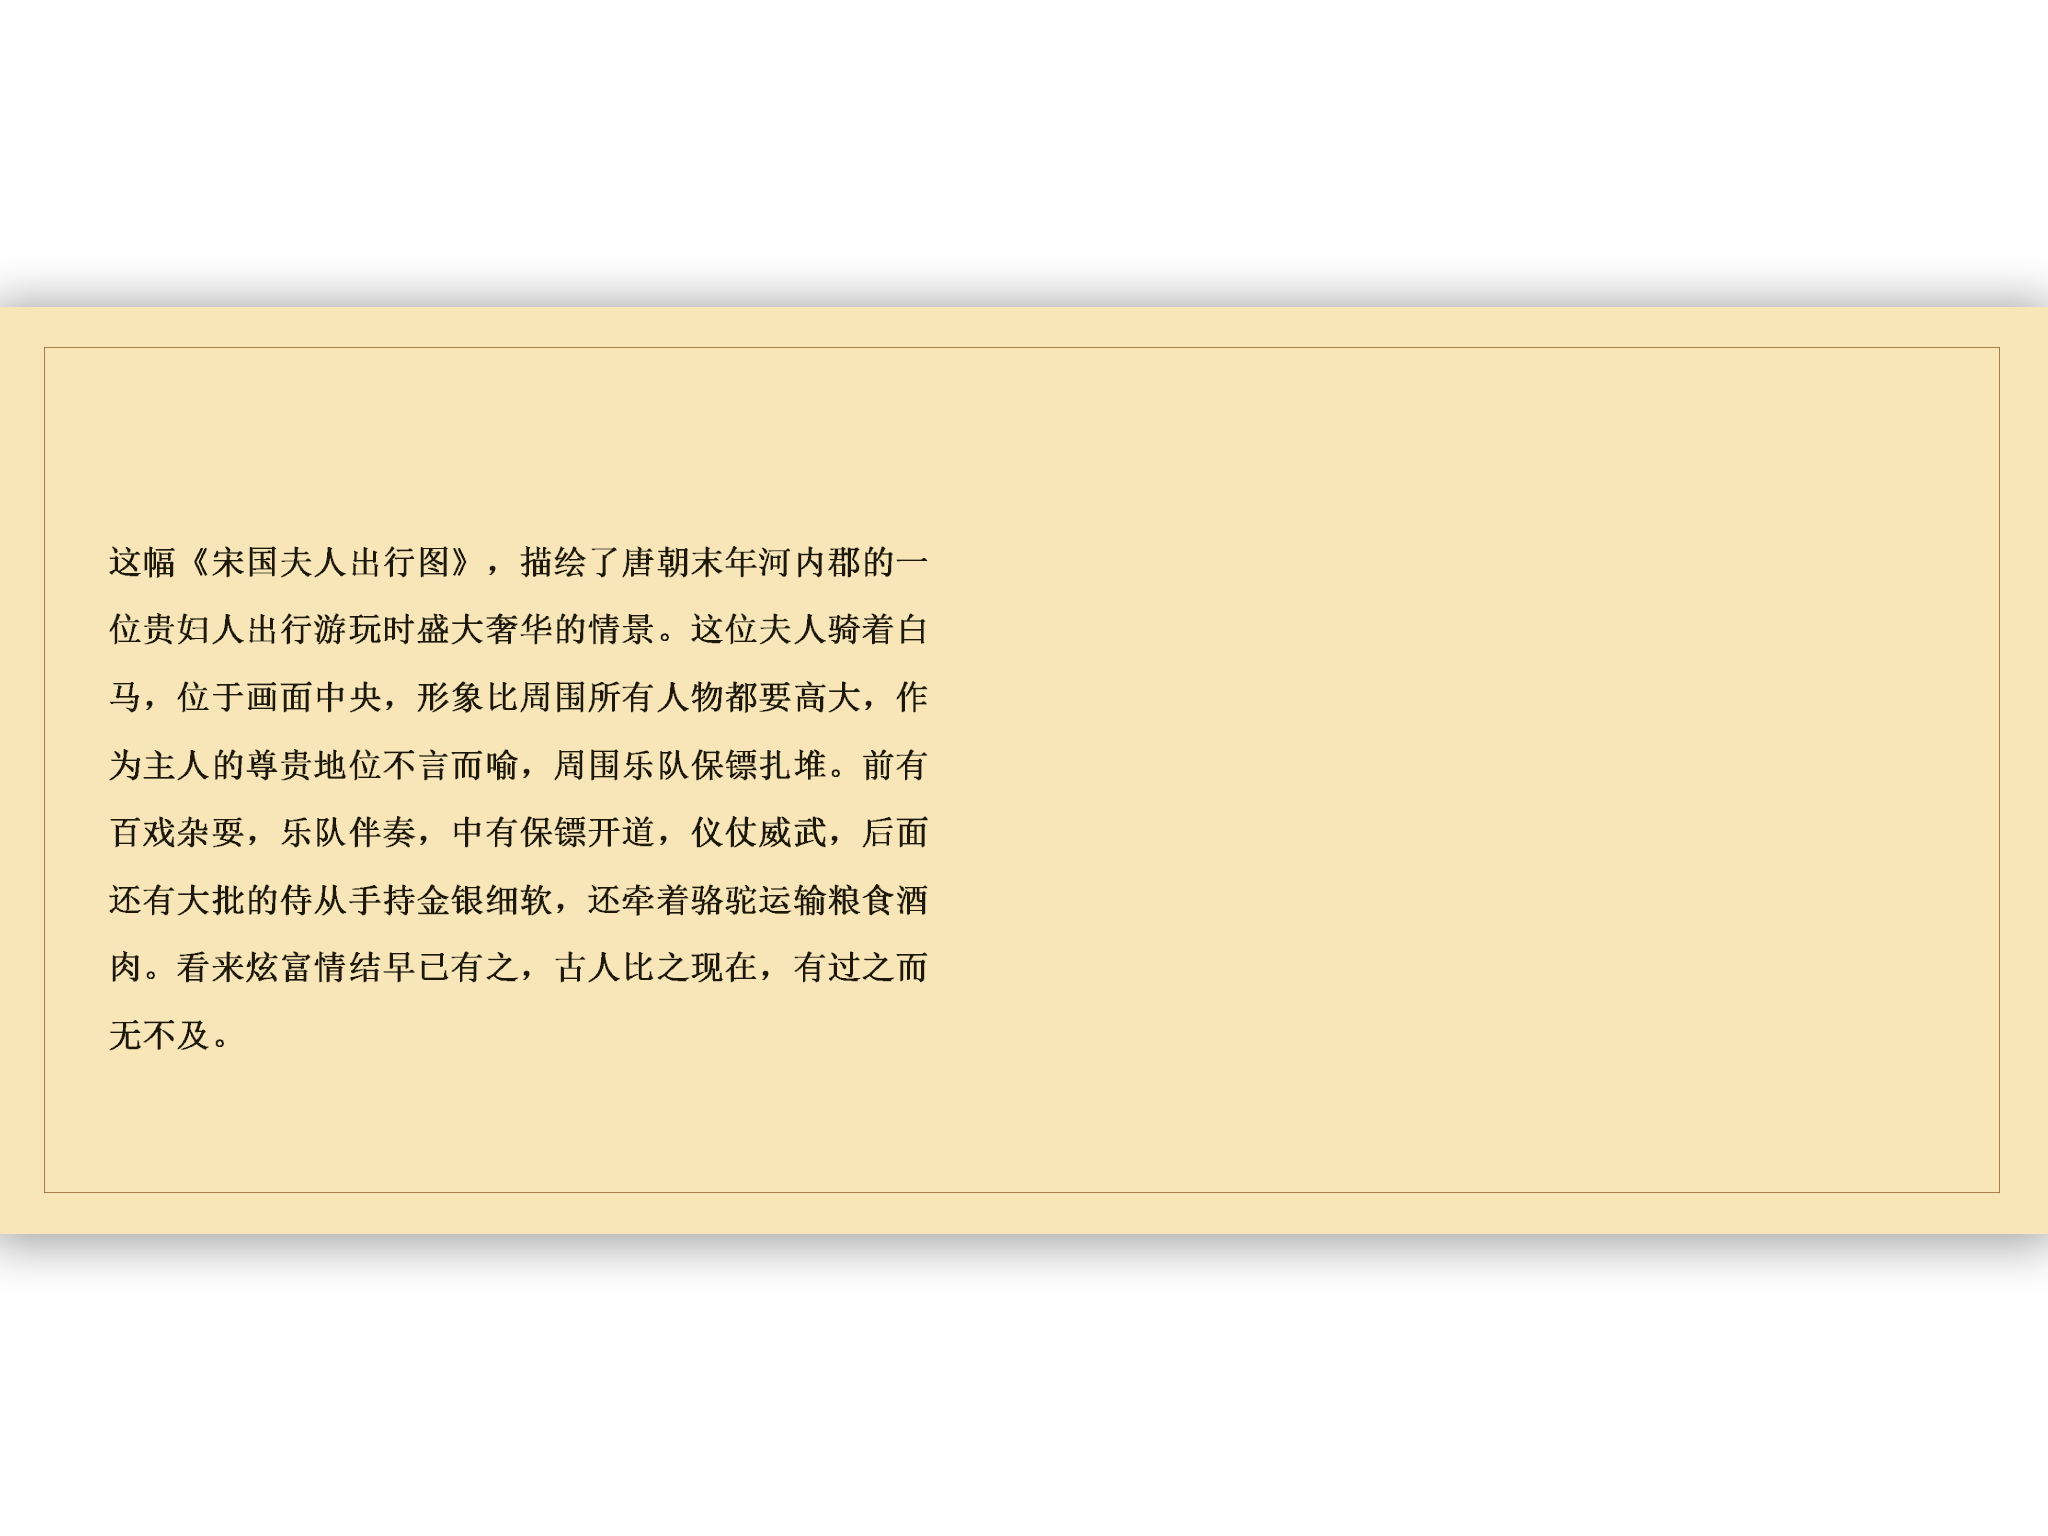 这幅《宋国夫人出行图》，描绘了唐朝末年河内郡的一
位贵妇人出行游玩时盛大奢华的情景。这位夫人骑着白
马，位于画面中央，形象比周围所有人物都要高大，作
为主人的尊贵地位不言而喻，周围乐队保镖扎堆。前有
百戏杂耍，乐队伴奏，中有保镖开道，仪仗威武，后面
还有大批的侍从手持金银细软，还牵着骆驼运输粮食酒
肉。看来炫富情结早已有之，古人比之现在，有过之而
无不及。